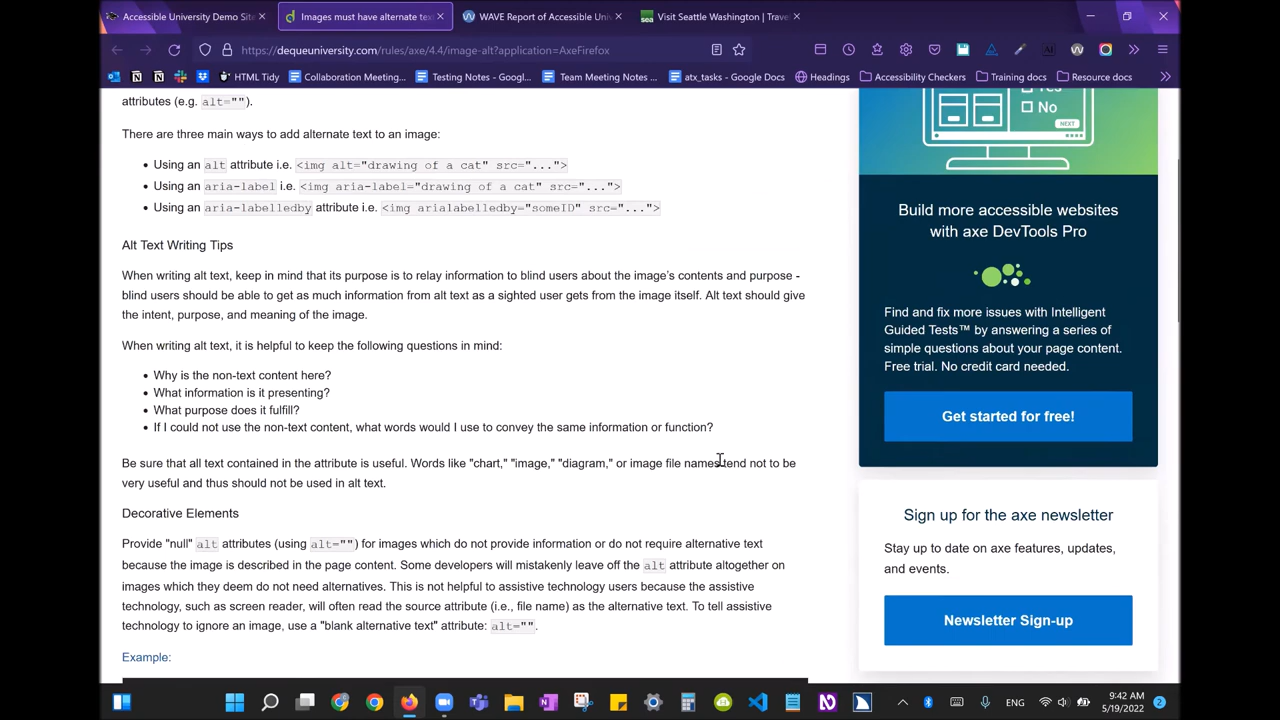 Accessible University Demo Site
Images must have alternate text
WAVE Report of Accessible Uni
Visit Seattle Washington | Trave
https://dequeuniversity.com/rules/axe/4.4/image-alt?application=AxeFirefox
HTML Tidy
Collaboration Meeting...
Testing Notes - Googl...
Team Meeting Notes ...
atx_tasks - Google Docs
Headings
Accessibility Checkers
Training docs
Resource docs
attributes (e.g. alt="").
There are three main ways to add alternate text to an image:
• Using an alt attribute i.e. <img alt="drawing of a cat" src="...">
• Using an aria-label i.e. <img aria-label="drawing of a cat" src="...">
• Using an aria-labelledby attribute i.e. <img arialabelledby="someID" src="...">
Alt Text Writing Tips
When writing alt text, keep in mind that its purpose is to relay information to blind users about the image's contents and purpose -
blind users should be able to get as much information from alt text as a sighted user gets from the image itself. Alt text should give
the intent, purpose, and meaning of the image.
When writing alt text, it is helpful to keep the following questions in mind:
• Why is the non-text content here?
• What information is it presenting?
• What purpose does it fulfill?
• If I could not use the non-text content, what words would I use to convey the same information or function?
Be sure that all text contained in the attribute is useful. Words like "chart," "image," "diagram," or image file names tend not to be
very useful and thus should not be used in alt text.
Decorative Elements
Provide "null" alt attributes (using alt="") for images which do not provide information or do not require alternative text
because the image is described in the page content. Some developers will mistakenly leave off the alt attribute altogether on
images which they deem do not need alternatives. This is not helpful to assistive technology users because the assistive
technology, such as screen reader, will often read the source attribute (i.e., file name) as the alternative text. To tell assistive
technology to ignore an image, use a "blank alternative text" attribute: alt="".
Example:
Yes
No
NEXT
Build more accessible websites
with axe DevTools Pro
Find and fix more issues with Intelligent
Guided Tests™ by answering a series of
simple questions about your page content.
Free trial. No credit card needed.
Get started for free!
Sign up for the axe newsletter
Stay up to date on axe features, updates,
and events.
Newsletter Sign-up
ENG
9:42 AM
5/19/2022
2